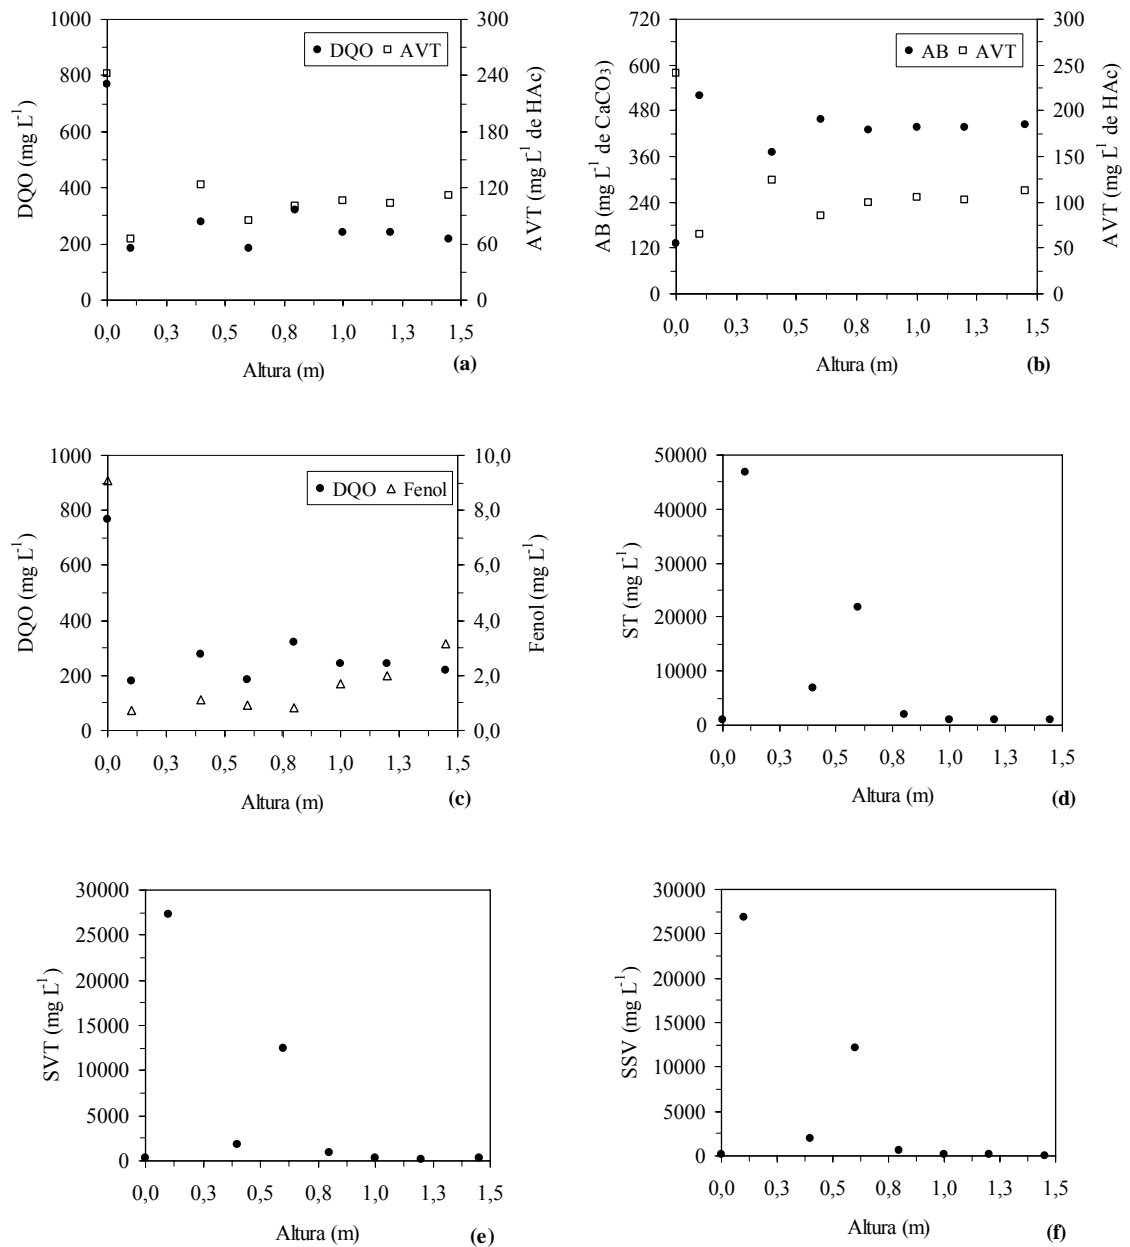 1000
800
600
400
200
0
DQO (mg L-1)
300
240
180
120
60
0
AVT (mg L-1 de HAc)
DQO AVT
0,0 0,3 0,5 0,8 1,0 1,3 1,5
Altura (m)
(a)
720
600
480
360
240
120
0
AB (mg L-1 de CaCO3)
300
250
200
150
100
50
0
AVT (mg L-1 de HAc)
AB AVT
0,0 0,3 0,5 0,8 1,0 1,3 1,5
Altura (m)
(b)
1000
800
600
400
200
0
DQO (mg L-1)
10,0
8,0
6,0
4,0
2,0
0,0
Fenol (mg L-1)
DQO Fenol
0,0 0,3 0,5 0,8 1,0 1,3 1,5
Altura (m)
(c)
50000
40000
30000
20000
10000
0
ST (mg L-1)
0,0 0,3 0,5 0,8 1,0 1,3 1,5
Altura (m)
(d)
30000
25000
20000
15000
10000
5000
0
SVT (mg L-1)
0,0 0,3 0,5 0,8 1,0 1,3 1,5
Altura (m)
(e)
30000
25000
20000
15000
10000
5000
0
SSV (mg L-1)
0,0 0,3 0,5 0,8 1,0 1,3 1,5
Altura (m)
(f)